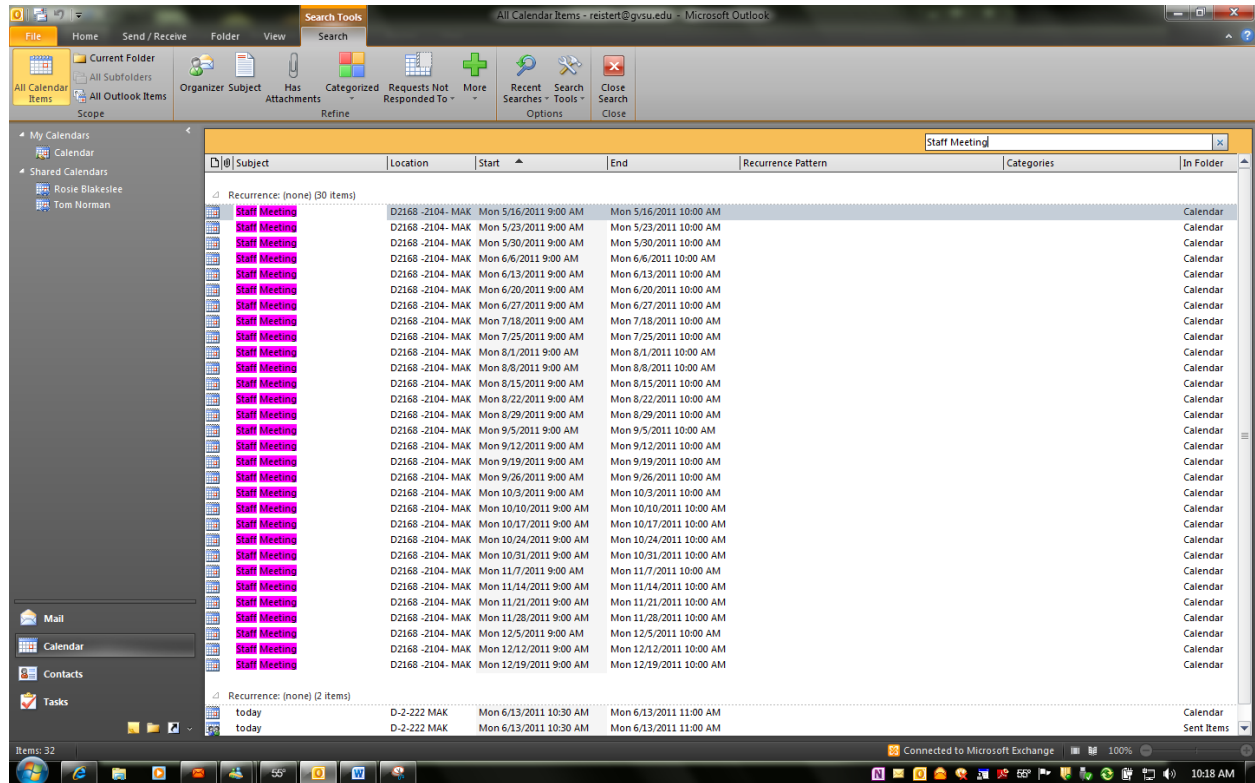 Search Tools
All Calendar Items - reistert@gvsu.edu - Microsoft Outlook
File Home Send / Receive Folder View Search
All Calendar Items
Current Folder
All Subfolders
All Outlook Items
Organizer Subject Has Attachments Categorized Requests Not Responded To More Recent Searches Search Tools Close Search
Scope Refine Options Close
My Calendars
Calendar
Shared Calendars
Rosie Blakeslee
Tom Norman
Staff Meeting
Subject Location Start End Recurrence Pattern Categories In Folder
Recurrence: (none) (30 items)
Staff Meeting D2168 -2104- MAK Mon 5/16/2011 9:00 AM Mon 5/16/2011 10:00 AM Calendar
Staff Meeting D2168 -2104- MAK Mon 5/23/2011 9:00 AM Mon 5/23/2011 10:00 AM Calendar
Staff Meeting D2168 -2104- MAK Mon 5/30/2011 9:00 AM Mon 5/30/2011 10:00 AM Calendar
Staff Meeting D2168 -2104- MAK Mon 6/6/2011 9:00 AM Mon 6/6/2011 10:00 AM Calendar
Staff Meeting D2168 -2104- MAK Mon 6/13/2011 9:00 AM Mon 6/13/2011 10:00 AM Calendar
Staff Meeting D2168 -2104- MAK Mon 6/20/2011 9:00 AM Mon 6/20/2011 10:00 AM Calendar
Staff Meeting D2168 -2104- MAK Mon 6/27/2011 9:00 AM Mon 6/27/2011 10:00 AM Calendar
Staff Meeting D2168 -2104- MAK Mon 7/18/2011 9:00 AM Mon 7/18/2011 10:00 AM Calendar
Staff Meeting D2168 -2104- MAK Mon 7/25/2011 9:00 AM Mon 7/25/2011 10:00 AM Calendar
Staff Meeting D2168 -2104- MAK Mon 8/1/2011 9:00 AM Mon 8/1/2011 10:00 AM Calendar
Staff Meeting D2168 -2104- MAK Mon 8/8/2011 9:00 AM Mon 8/8/2011 10:00 AM Calendar
Staff Meeting D2168 -2104- MAK Mon 8/15/2011 9:00 AM Mon 8/15/2011 10:00 AM Calendar
Staff Meeting D2168 -2104- MAK Mon 8/22/2011 9:00 AM Mon 8/22/2011 10:00 AM Calendar
Staff Meeting D2168 -2104- MAK Mon 8/29/2011 9:00 AM Mon 8/29/2011 10:00 AM Calendar
Staff Meeting D2168 -2104- MAK Mon 9/5/2011 9:00 AM Mon 9/5/2011 10:00 AM Calendar
Staff Meeting D2168 -2104- MAK Mon 9/12/2011 9:00 AM Mon 9/12/2011 10:00 AM Calendar
Staff Meeting D2168 -2104- MAK Mon 9/19/2011 9:00 AM Mon 9/19/2011 10:00 AM Calendar
Staff Meeting D2168 -2104- MAK Mon 9/26/2011 9:00 AM Mon 9/26/2011 10:00 AM Calendar
Staff Meeting D2168 -2104- MAK Mon 10/3/2011 9:00 AM Mon 10/3/2011 10:00 AM Calendar
Staff Meeting D2168 -2104- MAK Mon 10/10/2011 9:00 AM Mon 10/10/2011 10:00 AM Calendar
Staff Meeting D2168 -2104- MAK Mon 10/17/2011 9:00 AM Mon 10/17/2011 10:00 AM Calendar
Staff Meeting D2168 -2104- MAK Mon 10/24/2011 9:00 AM Mon 10/24/2011 10:00 AM Calendar
Staff Meeting D2168 -2104- MAK Mon 10/31/2011 9:00 AM Mon 10/31/2011 10:00 AM Calendar
Staff Meeting D2168 -2104- MAK Mon 11/7/2011 9:00 AM Mon 11/7/2011 10:00 AM Calendar
Staff Meeting D2168 -2104- MAK Mon 11/14/2011 9:00 AM Mon 11/14/2011 10:00 AM Calendar
Staff Meeting D2168 -2104- MAK Mon 11/21/2011 9:00 AM Mon 11/21/2011 10:00 AM Calendar
Staff Meeting D2168 -2104- MAK Mon 11/28/2011 9:00 AM Mon 11/28/2011 10:00 AM Calendar
Staff Meeting D2168 -2104- MAK Mon 12/5/2011 9:00 AM Mon 12/5/2011 10:00 AM Calendar
Staff Meeting D2168 -2104- MAK Mon 12/12/2011 9:00 AM Mon 12/12/2011 10:00 AM Calendar
Staff Meeting D2168 -2104- MAK Mon 12/19/2011 9:00 AM Mon 12/19/2011 10:00 AM Calendar
Recurrence: (none) (2 items)
today D-2-222 MAK Mon 6/13/2011 10:30 AM Mon 6/13/2011 11:00 AM Calendar
today D-2-222 MAK Mon 6/13/2011 10:30 AM Mon 6/13/2011 11:00 AM Sent Items
Mail
Calendar
Contacts
Tasks
Items: 32
Connected to Microsoft Exchange 100%
55° 55° 10:18 AM